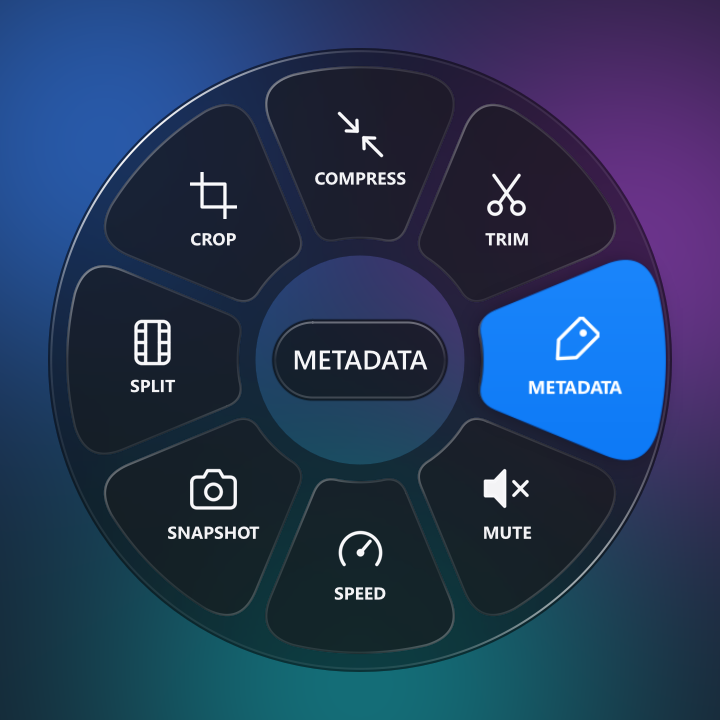 COMPRESS
CROP
TRIM
SPLIT
METADATA
METADATA
SNAPSHOT
MUTE
SPEED